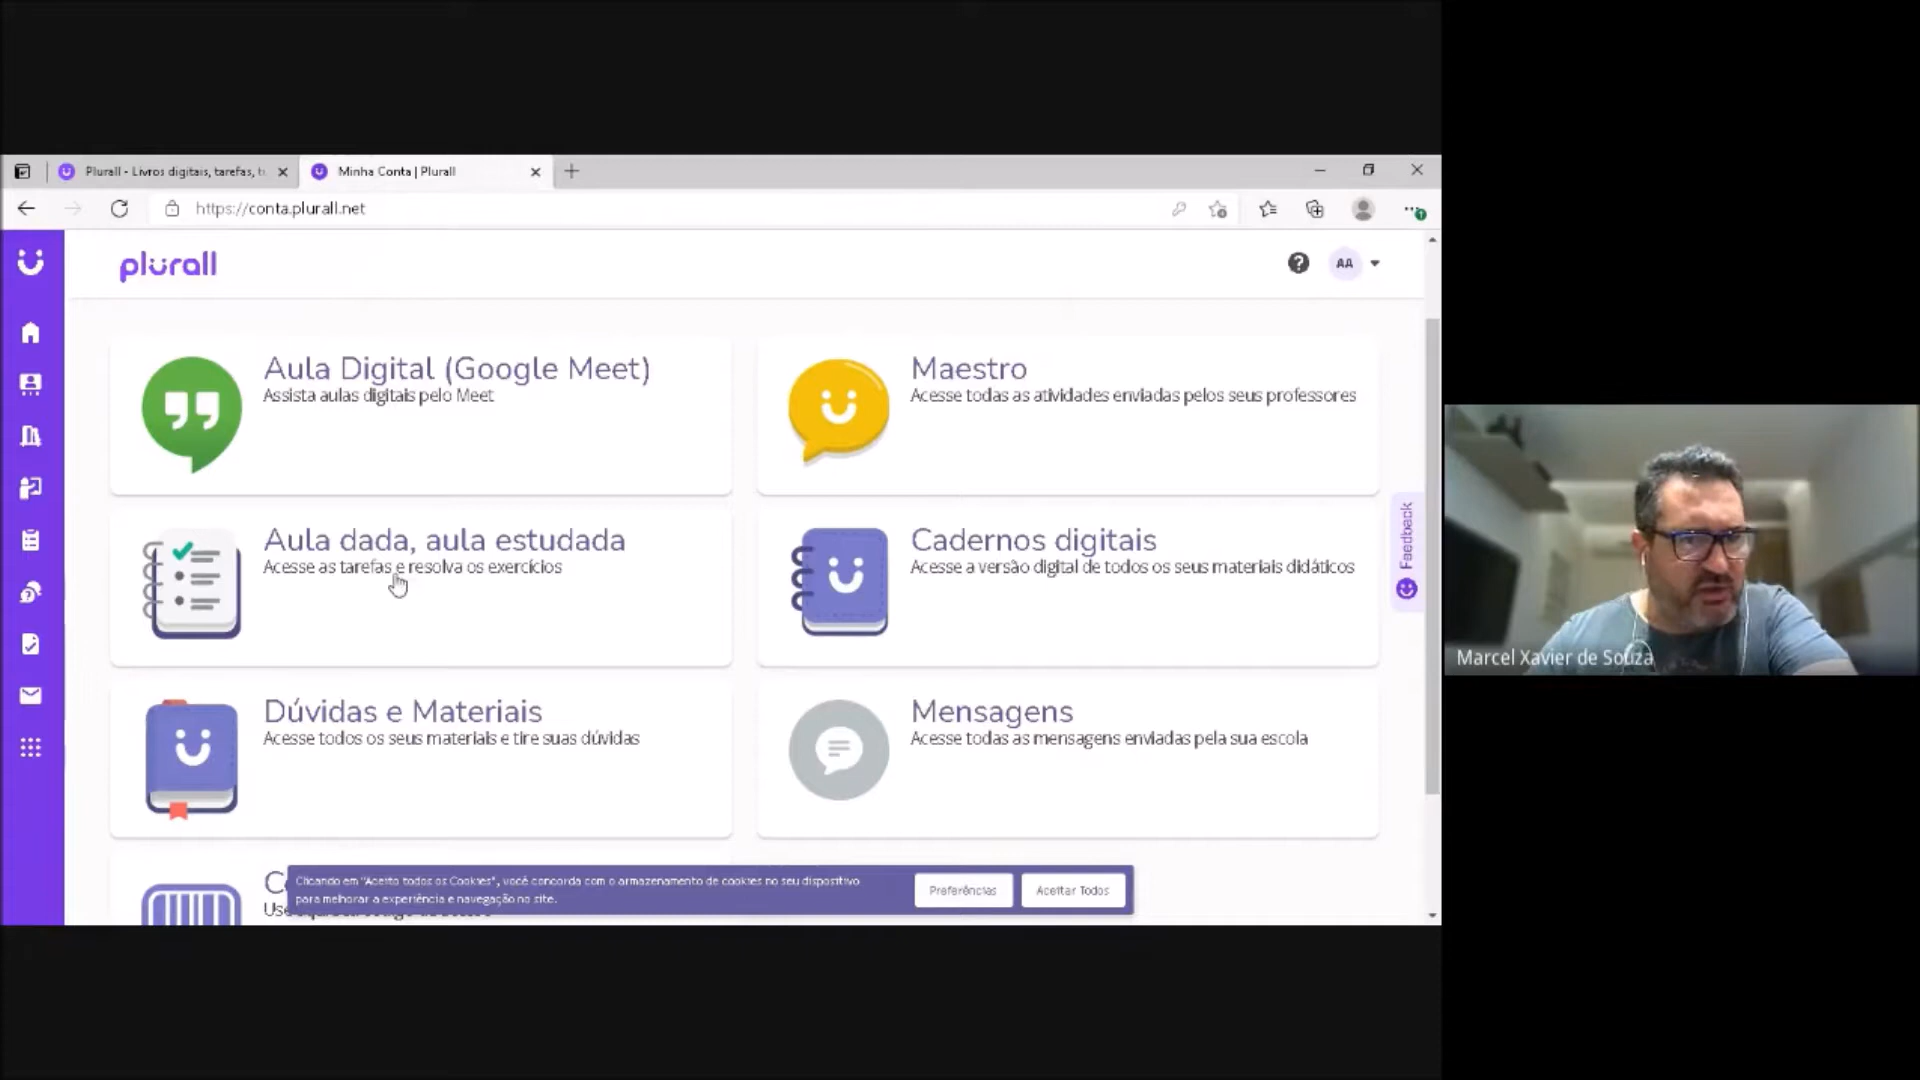 Plurall - Livros digitais, tarefas, t
Minha Conta | Plurall
https://conta.plurall.net
plurall
AA
Aula Digital (Google Meet)
Assista aulas digitais pelo Meet
Maestro
Acesse todas as atividades enviadas pelos seus professores
Aula dada, aula estudada
Acesse as tarefas e resolva os exercícios
Cadernos digitais
Acesse a versão digital de todos os seus materiais didáticos
Feedback
Dúvidas e Materiais
Acesse todos os seus materiais e tire suas dúvidas
Mensagens
Acesse todas as mensagens enviadas pela sua escola
Clicando em "Aceito todos os Cookies", você concorda com o armazenamento de cookies no seu dispositivo
para melhorar a experiência e navegação no site.
Preferências
Aceitar Todos
Marcel Xavier de Souza